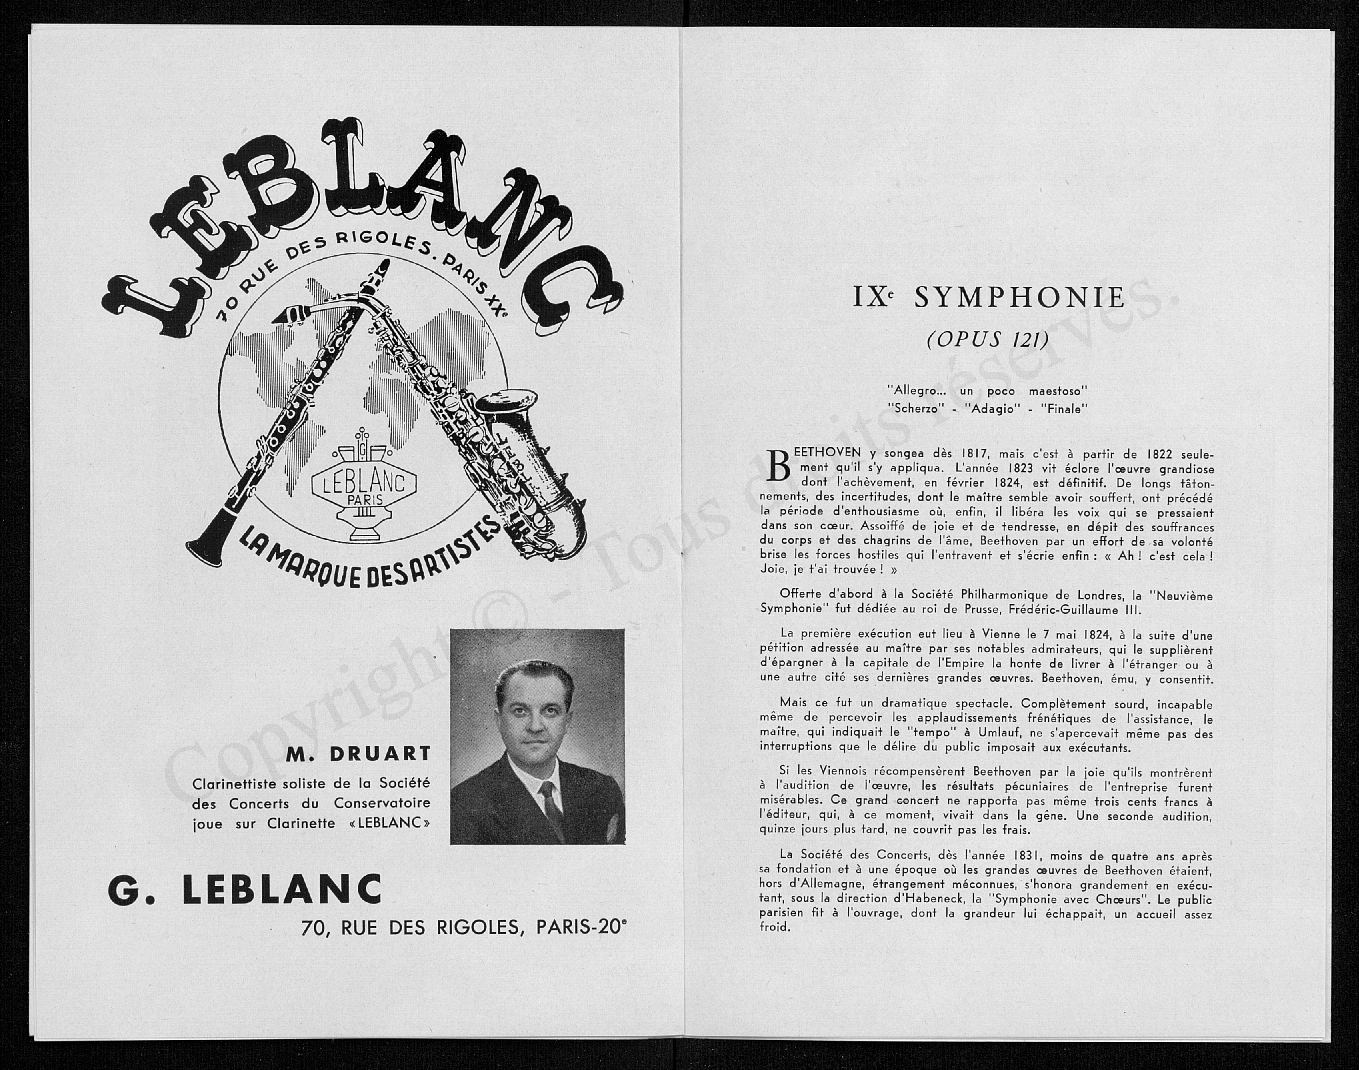 LEBLANC
70 RUE DES RIGOLES. PARIS XXe
LEBLANC
PARIS
LA MARQUE DES ARTISTES
M. DRUART
Clarinettiste soliste de la Société
des Concerts du Conservatoire
joue sur Clarinette «LEBLANC»
G. LEBLANC
70, RUE DES RIGOLES, PARIS-20e
IXe SYMPHONIE
(OPUS 121)
"Allegro... un poco maestoso"
"Scherzo" - "Adagio" - "Finale"
BEETHOVEN y songea dès 1817, mais c'est à partir de 1822 seule-
ment qu'il s'y appliqua. L'année 1823 vit éclore l'œuvre grandiose
dont l'achèvement, en février 1824, est définitif. De longs tâton-
nements, des incertitudes, dont le maître semble avoir souffert, ont précédé
la période d'enthousiasme où, enfin, il libéra les voix qui se pressaient
dans son cœur. Assoiffé de joie et de tendresse, en dépit des souffrances
du corps et des chagrins de l'âme, Beethoven par un effort de sa volonté
brise les forces hostiles qui l'entravent et s'écrie enfin : « Ah ! c'est cela !
Joie, je t'ai trouvée ! »
Offerte d'abord à la Société Philharmonique de Londres, la "Neuvième
Symphonie" fut dédiée au roi de Prusse, Frédéric-Guillaume III.
La première exécution eut lieu à Vienne le 7 mai 1824, à la suite d'une
pétition adressée au maître par ses notables admirateurs, qui le supplièrent
d'épargner à la capitale de l'Empire la honte de livrer à l'étranger ou à
une autre cité ses dernières grandes œuvres. Beethoven, ému, y consentit.
Mais ce fut un dramatique spectacle. Complètement sourd, incapable
même de percevoir les applaudissements frénétiques de l'assistance, le
maître, qui indiquait le "tempo" à Umlauf, ne s'apercevait même pas des
interruptions que le délire du public imposait aux exécutants.
Si les Viennois récompensèrent Beethoven par la joie qu'ils montrèrent
à l'audition de l'œuvre, les résultats pécuniaires de l'entreprise furent
misérables. Ce grand concert ne rapporta pas même trois cents francs à
l'éditeur, qui, à ce moment, vivait dans la gêne. Une seconde audition,
quinze jours plus tard, ne couvrit pas les frais.
La Société des Concerts, dès l'année 1831, moins de quatre ans après
sa fondation et à une époque où les grandes œuvres de Beethoven étaient,
hors d'Allemagne, étrangement méconnues, s'honora grandement en exécu-
tant, sous la direction d'Habeneck, la "Symphonie avec Chœurs". Le public
parisien fit à l'ouvrage, dont la grandeur lui échappait, un accueil assez
froid.
Copyright © - Tous droits réservés.